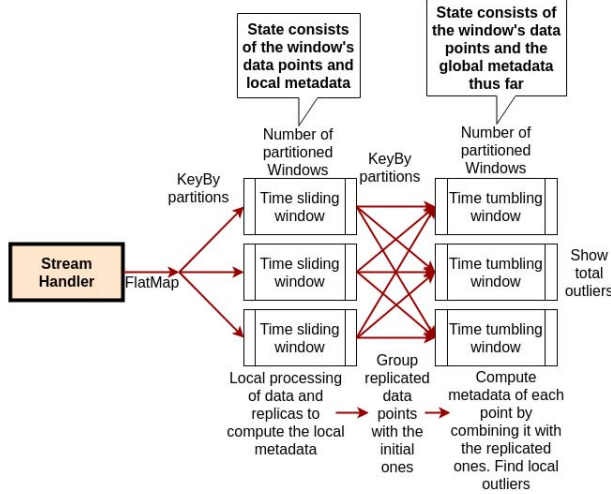 State consists
of the window's
data points and
local metadata
State consists of
the window's data
points and the
global metadata
thus far
Number of
partitioned
Windows
Number of
partitioned
Windows
KeyBy
partitions
KeyBy
partitions
Time sliding
window
Time tumbling
window
Stream
Handler
FlatMap
Time sliding
window
Time tumbling
window
Show
total
outliers
Time sliding
window
Time tumbling
window
Local processing
of data and
replicas to
compute the local
metadata
Group
replicated
data
points
with the
initial
ones
Compute
metadata of each
point by
combining it with
the replicated
ones. Find local
outliers